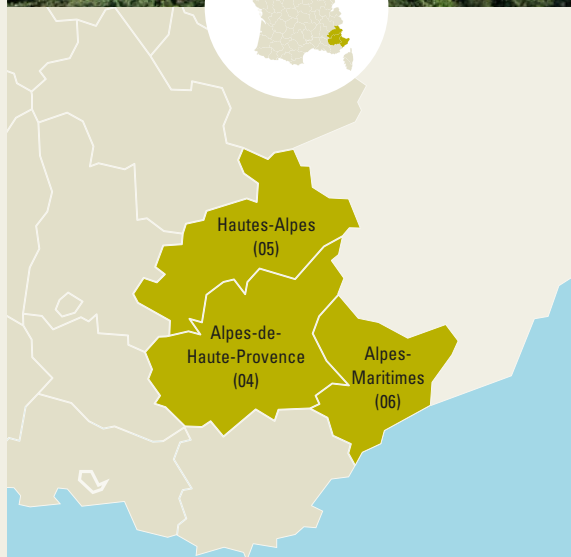 Hautes-Alpes
(05)
Alpes-de-
Haute-Provence
(04)
Alpes-
Maritimes
(06)